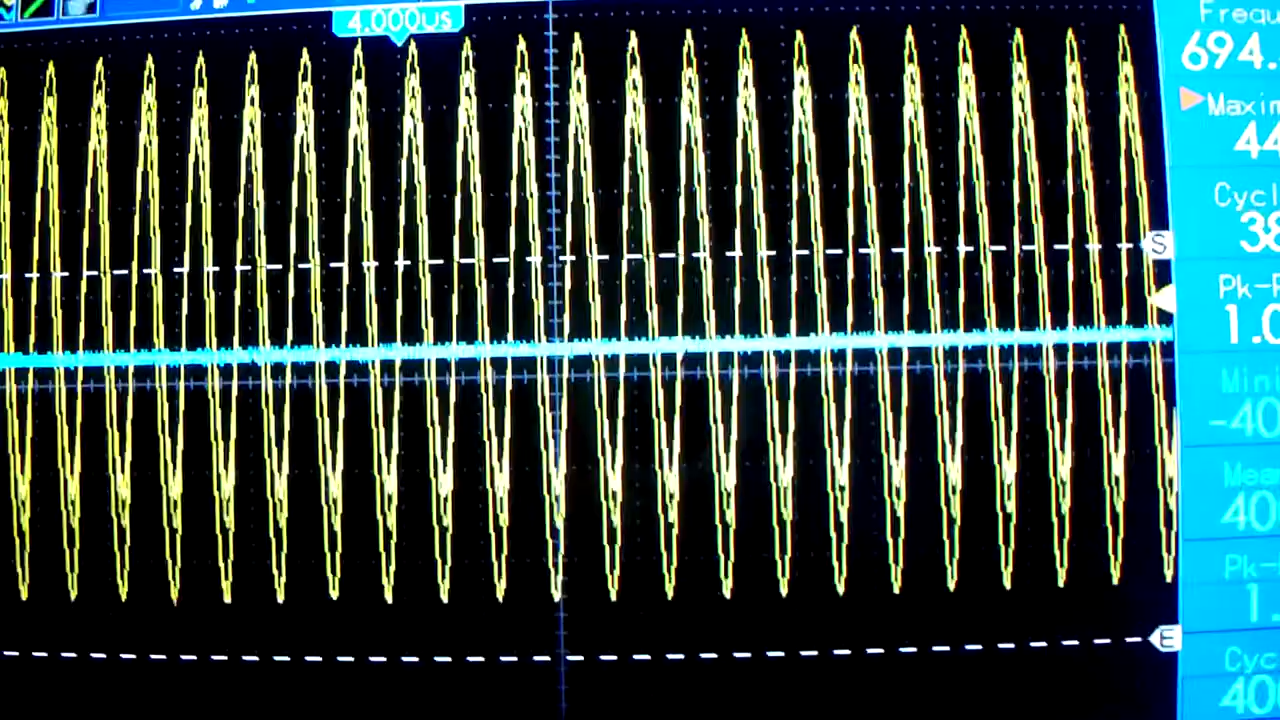 4.000us
Frequ
694.
Maxim
44
Cycl
38
S
Pk-P
1.0
Mini
-40
Mea
40
Pk-
1.
E
Cyc
40